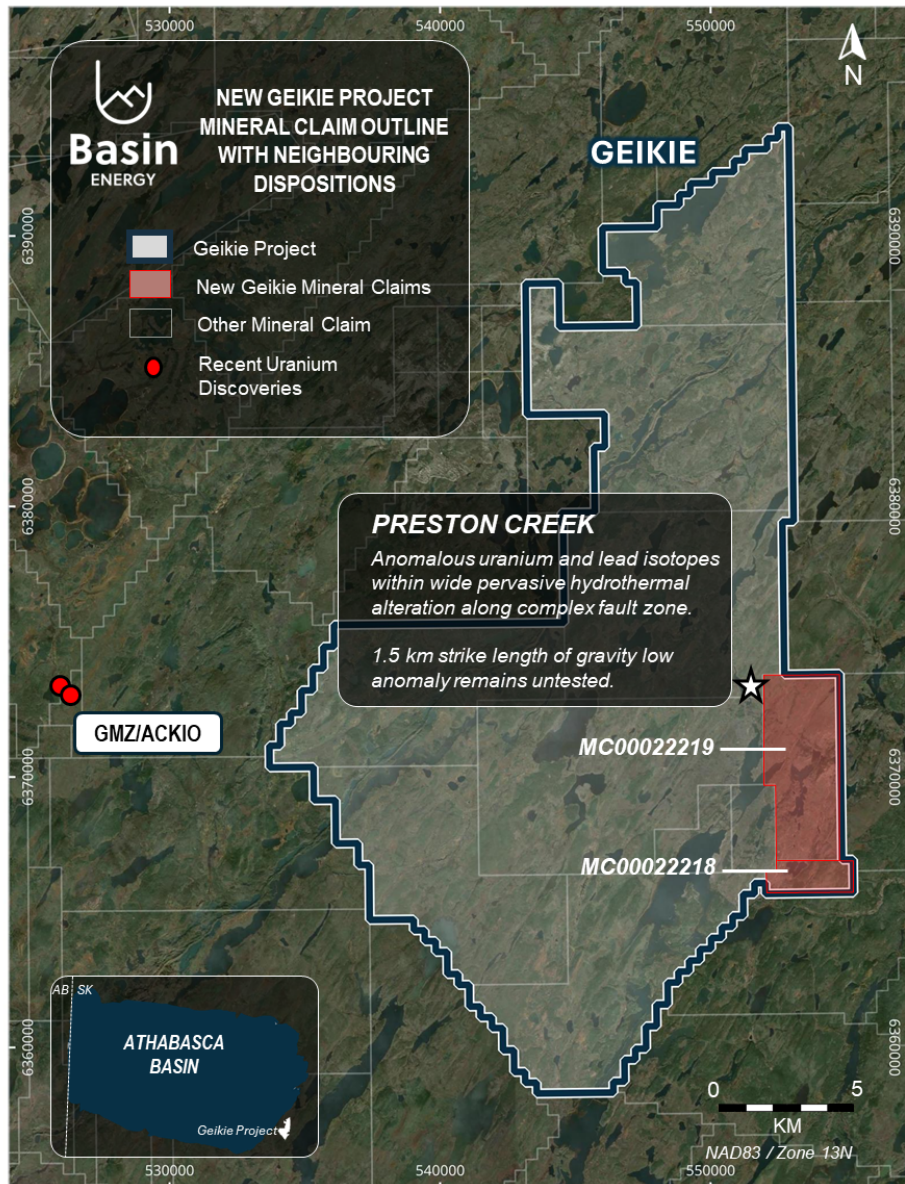 530000
540000
550000
N
Basin
ENERGY
NEW GEIKIE PROJECT
MINERAL CLAIM OUTLINE
WITH NEIGHBOURING
DISPOSITIONS
Geikie Project
New Geikie Mineral Claims
Other Mineral Claim
Recent Uranium
Discoveries
GEIKIE
6390000
6390000
6380000
6380000
PRESTON CREEK
Anomalous uranium and lead isotopes
within wide pervasive hydrothermal
alteration along complex fault zone.
1.5 km strike length of gravity low
anomaly remains untested.
GMZ/ACKIO
MC00022219
6370000
6370000
MC00022218
AB SK
ATHABASCA
BASIN
Geikie Project
6360000
6360000
0 5
KM
NAD83 / Zone 13N
530000
540000
550000